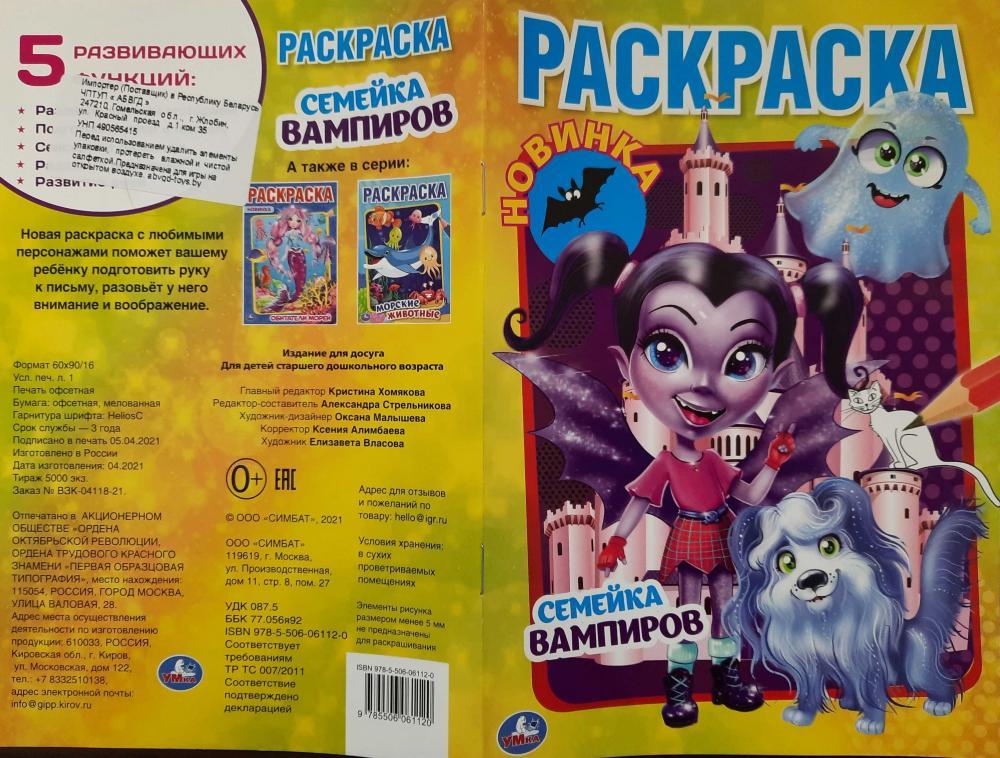 5 РАЗВИВАЮЩИХ
ФУНКЦИЙ:
Импортер (Поставщик) в Республику Беларусь
ЧПТУП « АБВГД »
247210, Гомельская обл., г. Жлобин,
ул. Красный проезд д.1 ком 35
УНП 490565415
Перед использованием удалить элементы
упаковки, протереть влажной и чистой
салфеткой.Предназначена для игры на
открытом воздухе. abvgd-toys.by
Новая раскраска с любимыми
персонажами поможет вашему
ребёнку подготовить руку
к письму, разовьёт у него
внимание и воображение.
РАСКРАСКА
СЕМЕЙКА
ВАМПИРОВ
А также в серии:
РАСКРАСКА
НОВИНКА
ОБИТАТЕЛИ МОРЕЙ
РАСКРАСКА
МОРСКИЕ
ЖИВОТНЫЕ
Формат 60x90/16
Усл. печ. л. 1
Печать офсетная
Бумага: офсетная, мелованная
Гарнитура шрифта: HeliosC
Срок службы — 3 года
Подписано в печать 05.04.2021
Изготовлено в России
Дата изготовления: 04.2021
Тираж 5000 экз.
Заказ № ВЗК-04118-21.
Отпечатано в АКЦИОНЕРНОМ
ОБЩЕСТВЕ «ОРДЕНА
ОКТЯБРЬСКОЙ РЕВОЛЮЦИИ,
ОРДЕНА ТРУДОВОГО КРАСНОГО
ЗНАМЕНИ «ПЕРВАЯ ОБРАЗЦОВАЯ
ТИПОГРАФИЯ», место нахождения:
115054, РОССИЯ, ГОРОД МОСКВА,
УЛИЦА ВАЛОВАЯ, 28.
Адрес места осуществления
деятельности по изготовлению
продукции: 610033, РОССИЯ,
Кировская обл., г. Киров,
ул. Московская, дом 122,
тел.: +7 8332510138,
адрес электронной почты:
info@gipp.kirov.ru
УМка
Издание для досуга
Для детей старшего дошкольного возраста
Главный редактор Кристина Хомякова
Редактор-составитель Александра Стрельникова
Художник-дизайнер Оксана Малышева
Корректор Ксения Алимбаева
Художник Елизавета Власова
0+ EAC
© ООО «СИМБАТ», 2021
ООО «СИМБАТ»
119619, г. Москва,
ул. Производственная,
дом 11, стр. 8, пом. 27
УДК 087.5
ББК 77.056я92
ISBN 978-5-506-06112-0
Соответствует
требованиям
ТР ТС 007/2011
Соответствие
подтверждено
декларацией
Адрес для отзывов
и пожеланий по
товару: hello@igr.ru
Условия хранения:
в сухих
проветриваемых
помещениях
Элементы рисунка
размером менее 5 мм
не предназначены
для раскрашивания
ISBN 978-5-506-06112-0
9 785506 061120
РАСКРАСКА
НОВИНКА
СЕМЕЙКА
ВАМПИРОВ
УМка